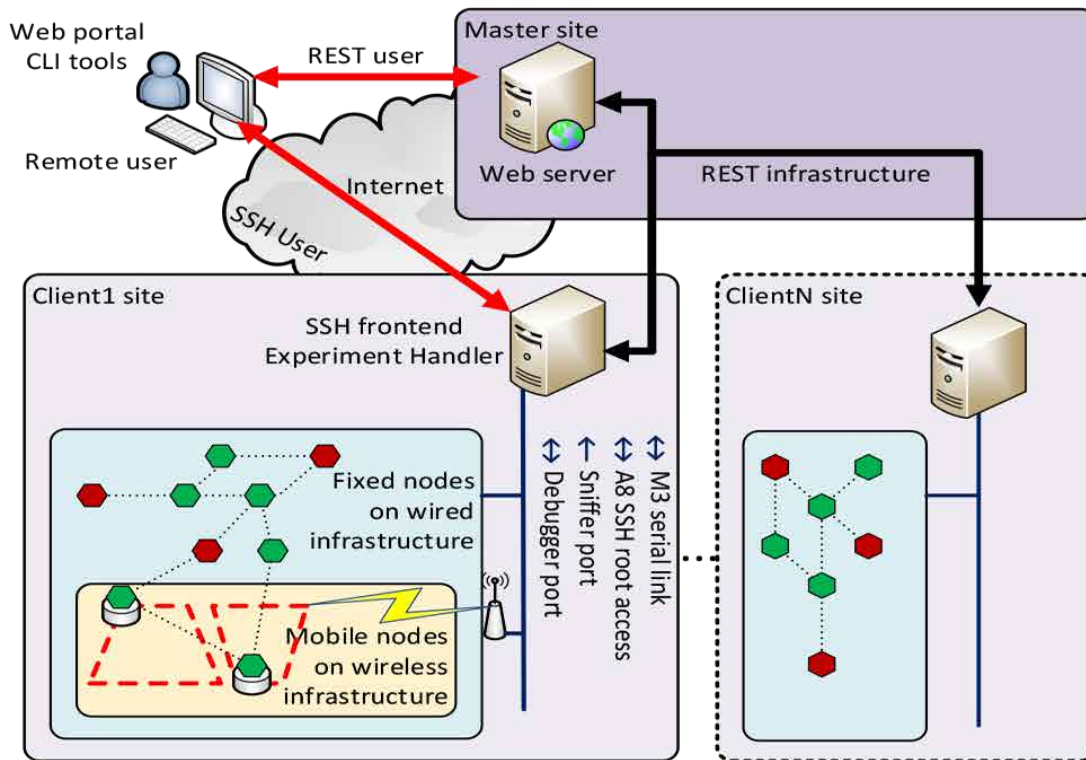 Web portal
CLI tools
Remote user
REST user
Master site
Web server
REST infrastructure
Internet
SSH User
Client1 site
SSH frontend
Experiment Handler
Fixed nodes
on wired
infrastructure
Mobile nodes
on wireless
infrastructure
Debugger port
Sniffer port
A8 SSH root access
M3 serial link
ClientN site